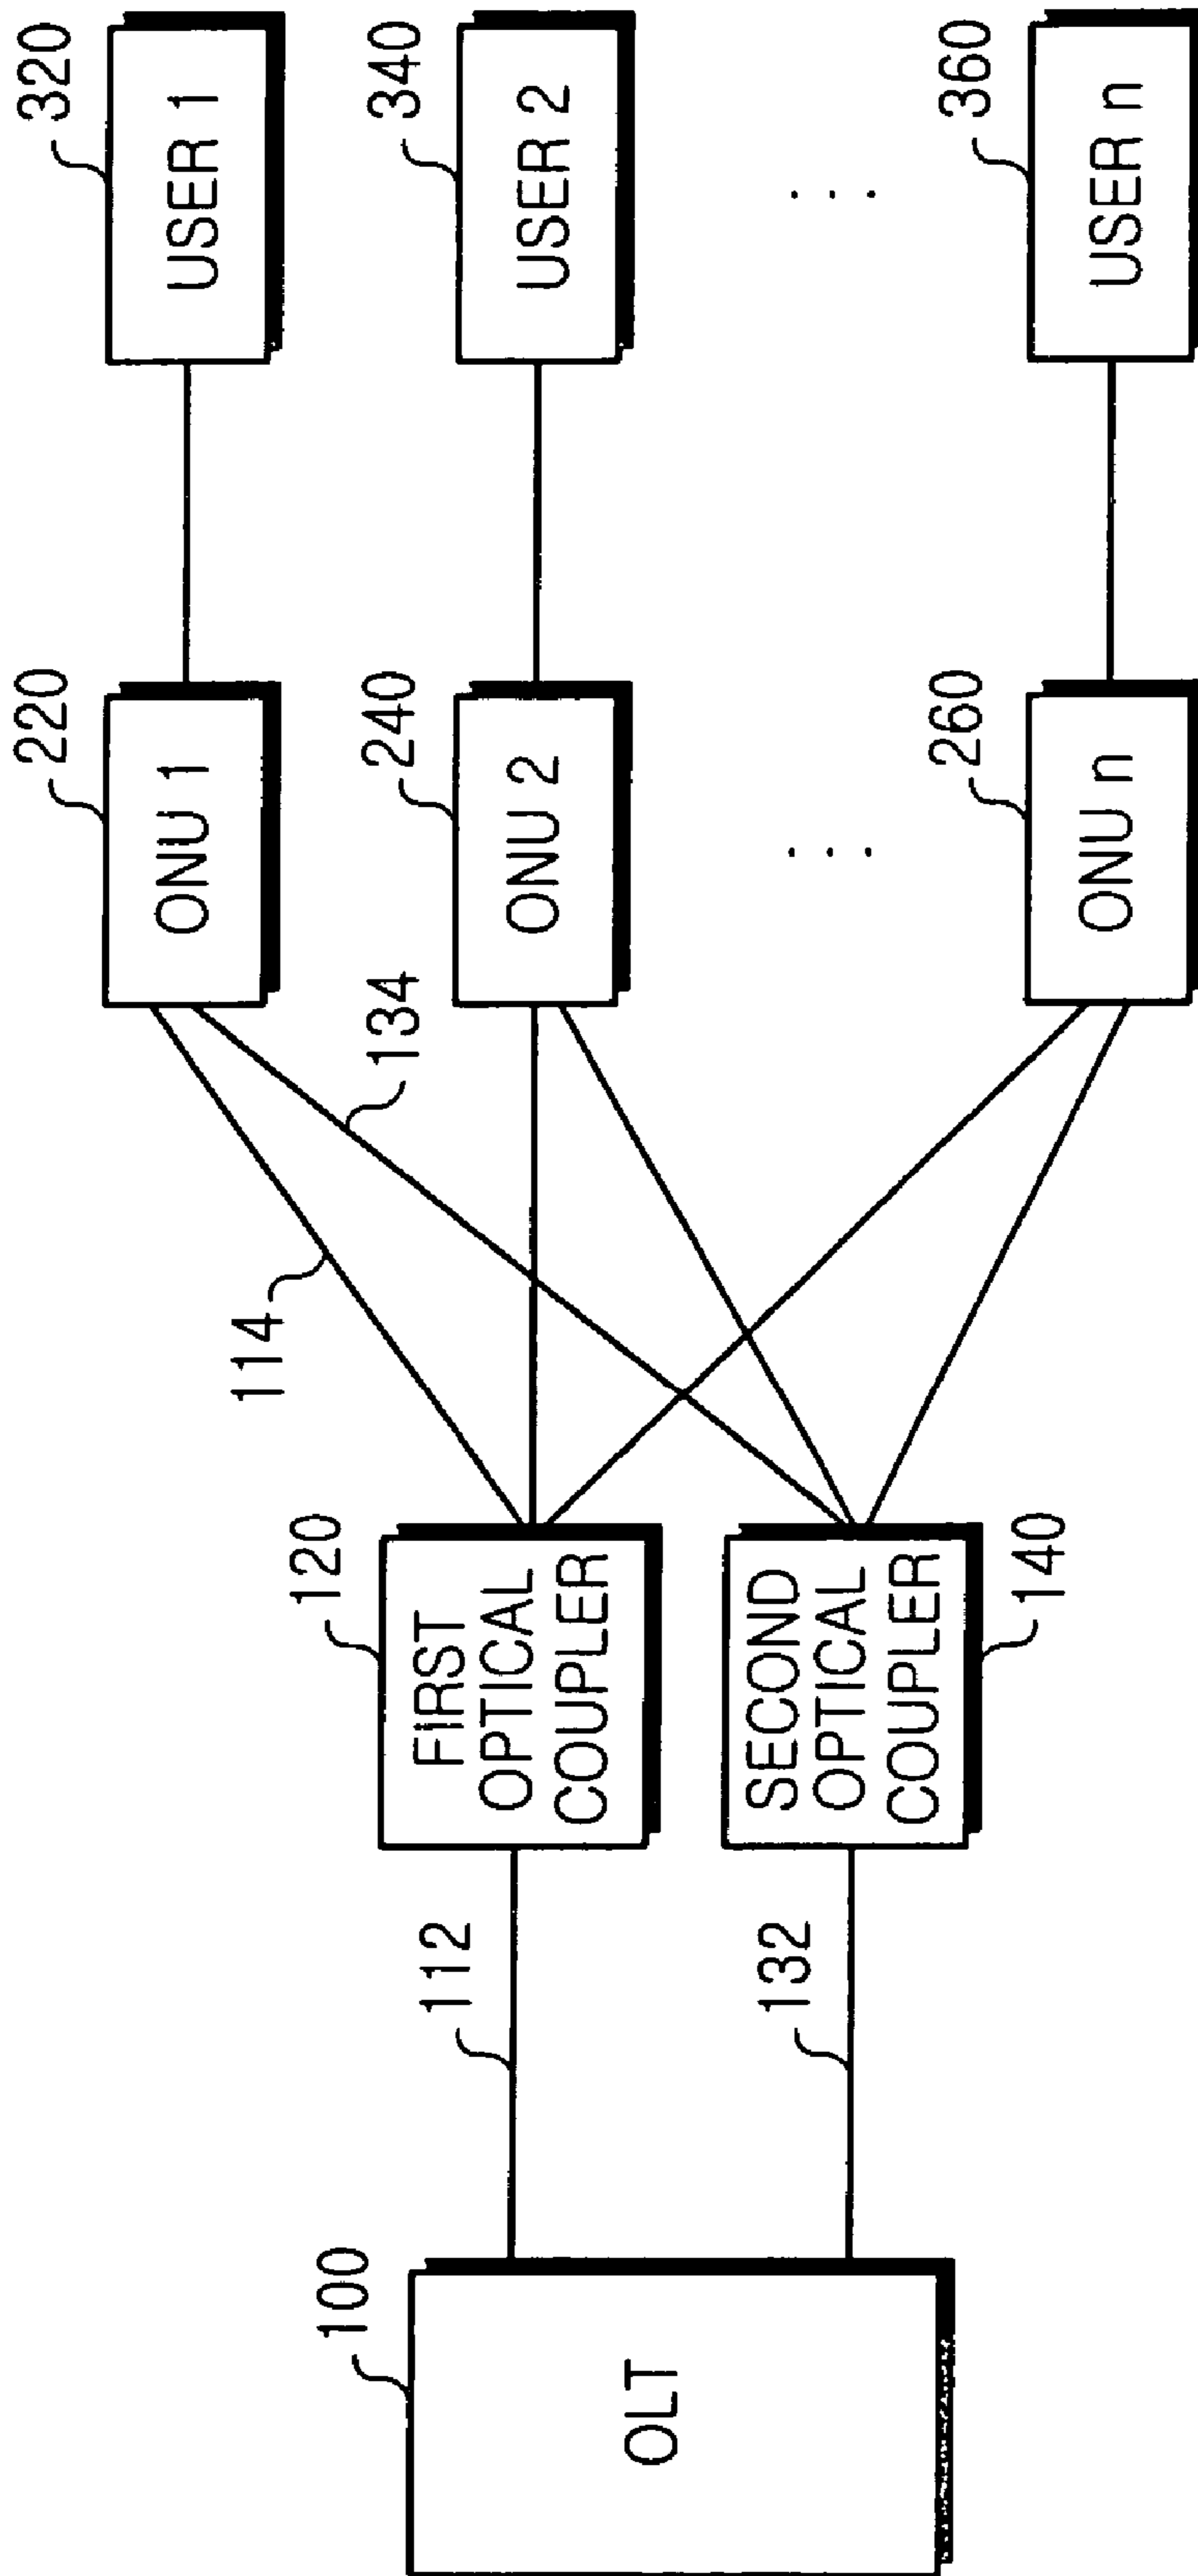 100
OLT
112
132
120
FIRST
OPTICAL
COUPLER
SECOND
OPTICAL
COUPLER
140
114
134
220
ONU 1
240
ONU 2
. . .
260
ONU n
320
USER 1
340
USER 2
. . .
360
USER n